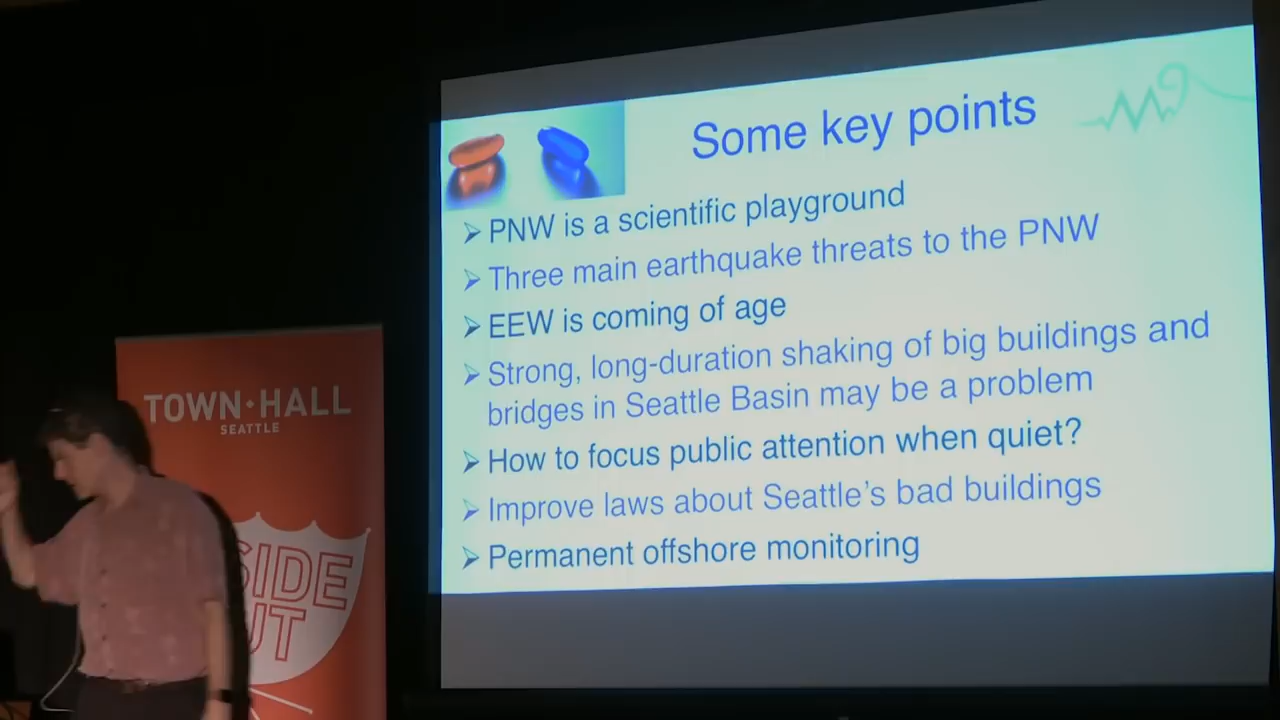 Some key points
➢ PNW is a scientific playground
➢ Three main earthquake threats to the PNW
➢ EEW is coming of age
➢ Strong, long-duration shaking of big buildings and
bridges in Seattle Basin may be a problem
➢ How to focus public attention when quiet?
➢ Improve laws about Seattle's bad buildings
➢ Permanent offshore monitoring
TOWN HALL
SEATTLE
SIDE
UT